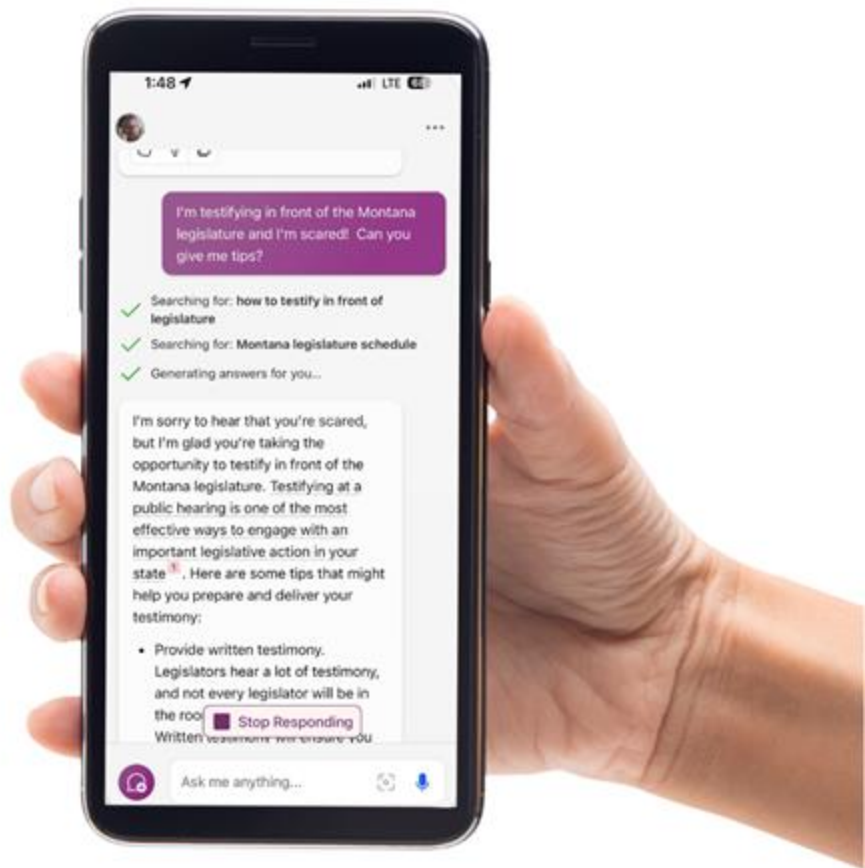 1:48
LTE
I'm testifying in front of the Montana
legislature and I'm scared! Can you
give me tips?
Searching for: how to testify in front of
legislature
Searching for: Montana legislature schedule
Generating answers for you...
I'm sorry to hear that you're scared,
but I'm glad you're taking the
opportunity to testify in front of the
Montana legislature. Testifying at a
public hearing is one of the most
effective ways to engage with an
important legislative action in your
state 1. Here are some tips that might
help you prepare and deliver your
testimony:
• Provide written testimony.
Legislators hear a lot of testimony,
and not every legislator will be in
the
Stop Responding
Written testimony will ensure you
Ask me anything...